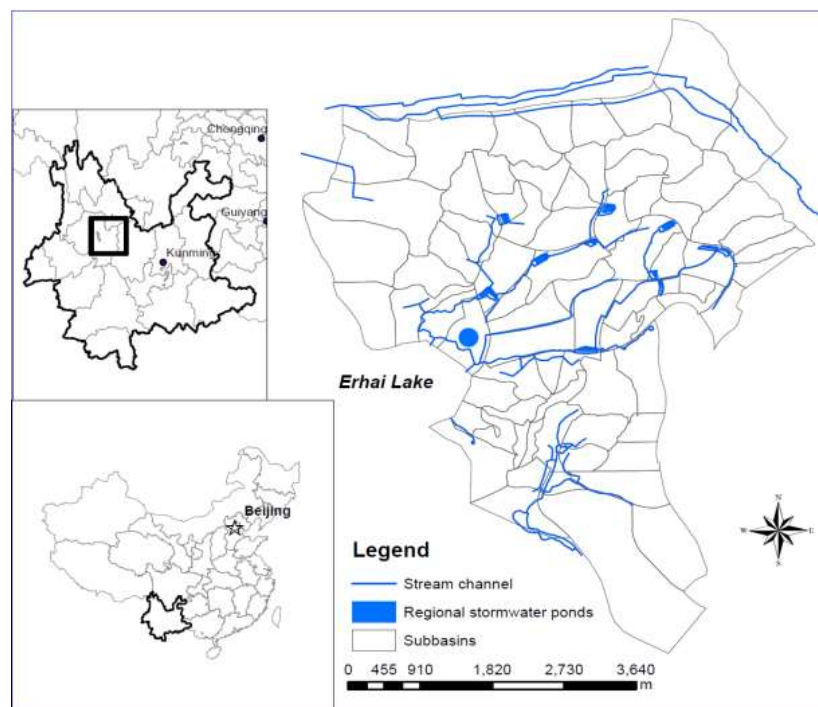 Chongqing
Guiyang
Kunming
Erhai Lake
Beijing
N
W E
S
Legend
Stream channel
Regional stormwater ponds
Subbasins
0 455 910 1,820 2,730 3,640
m